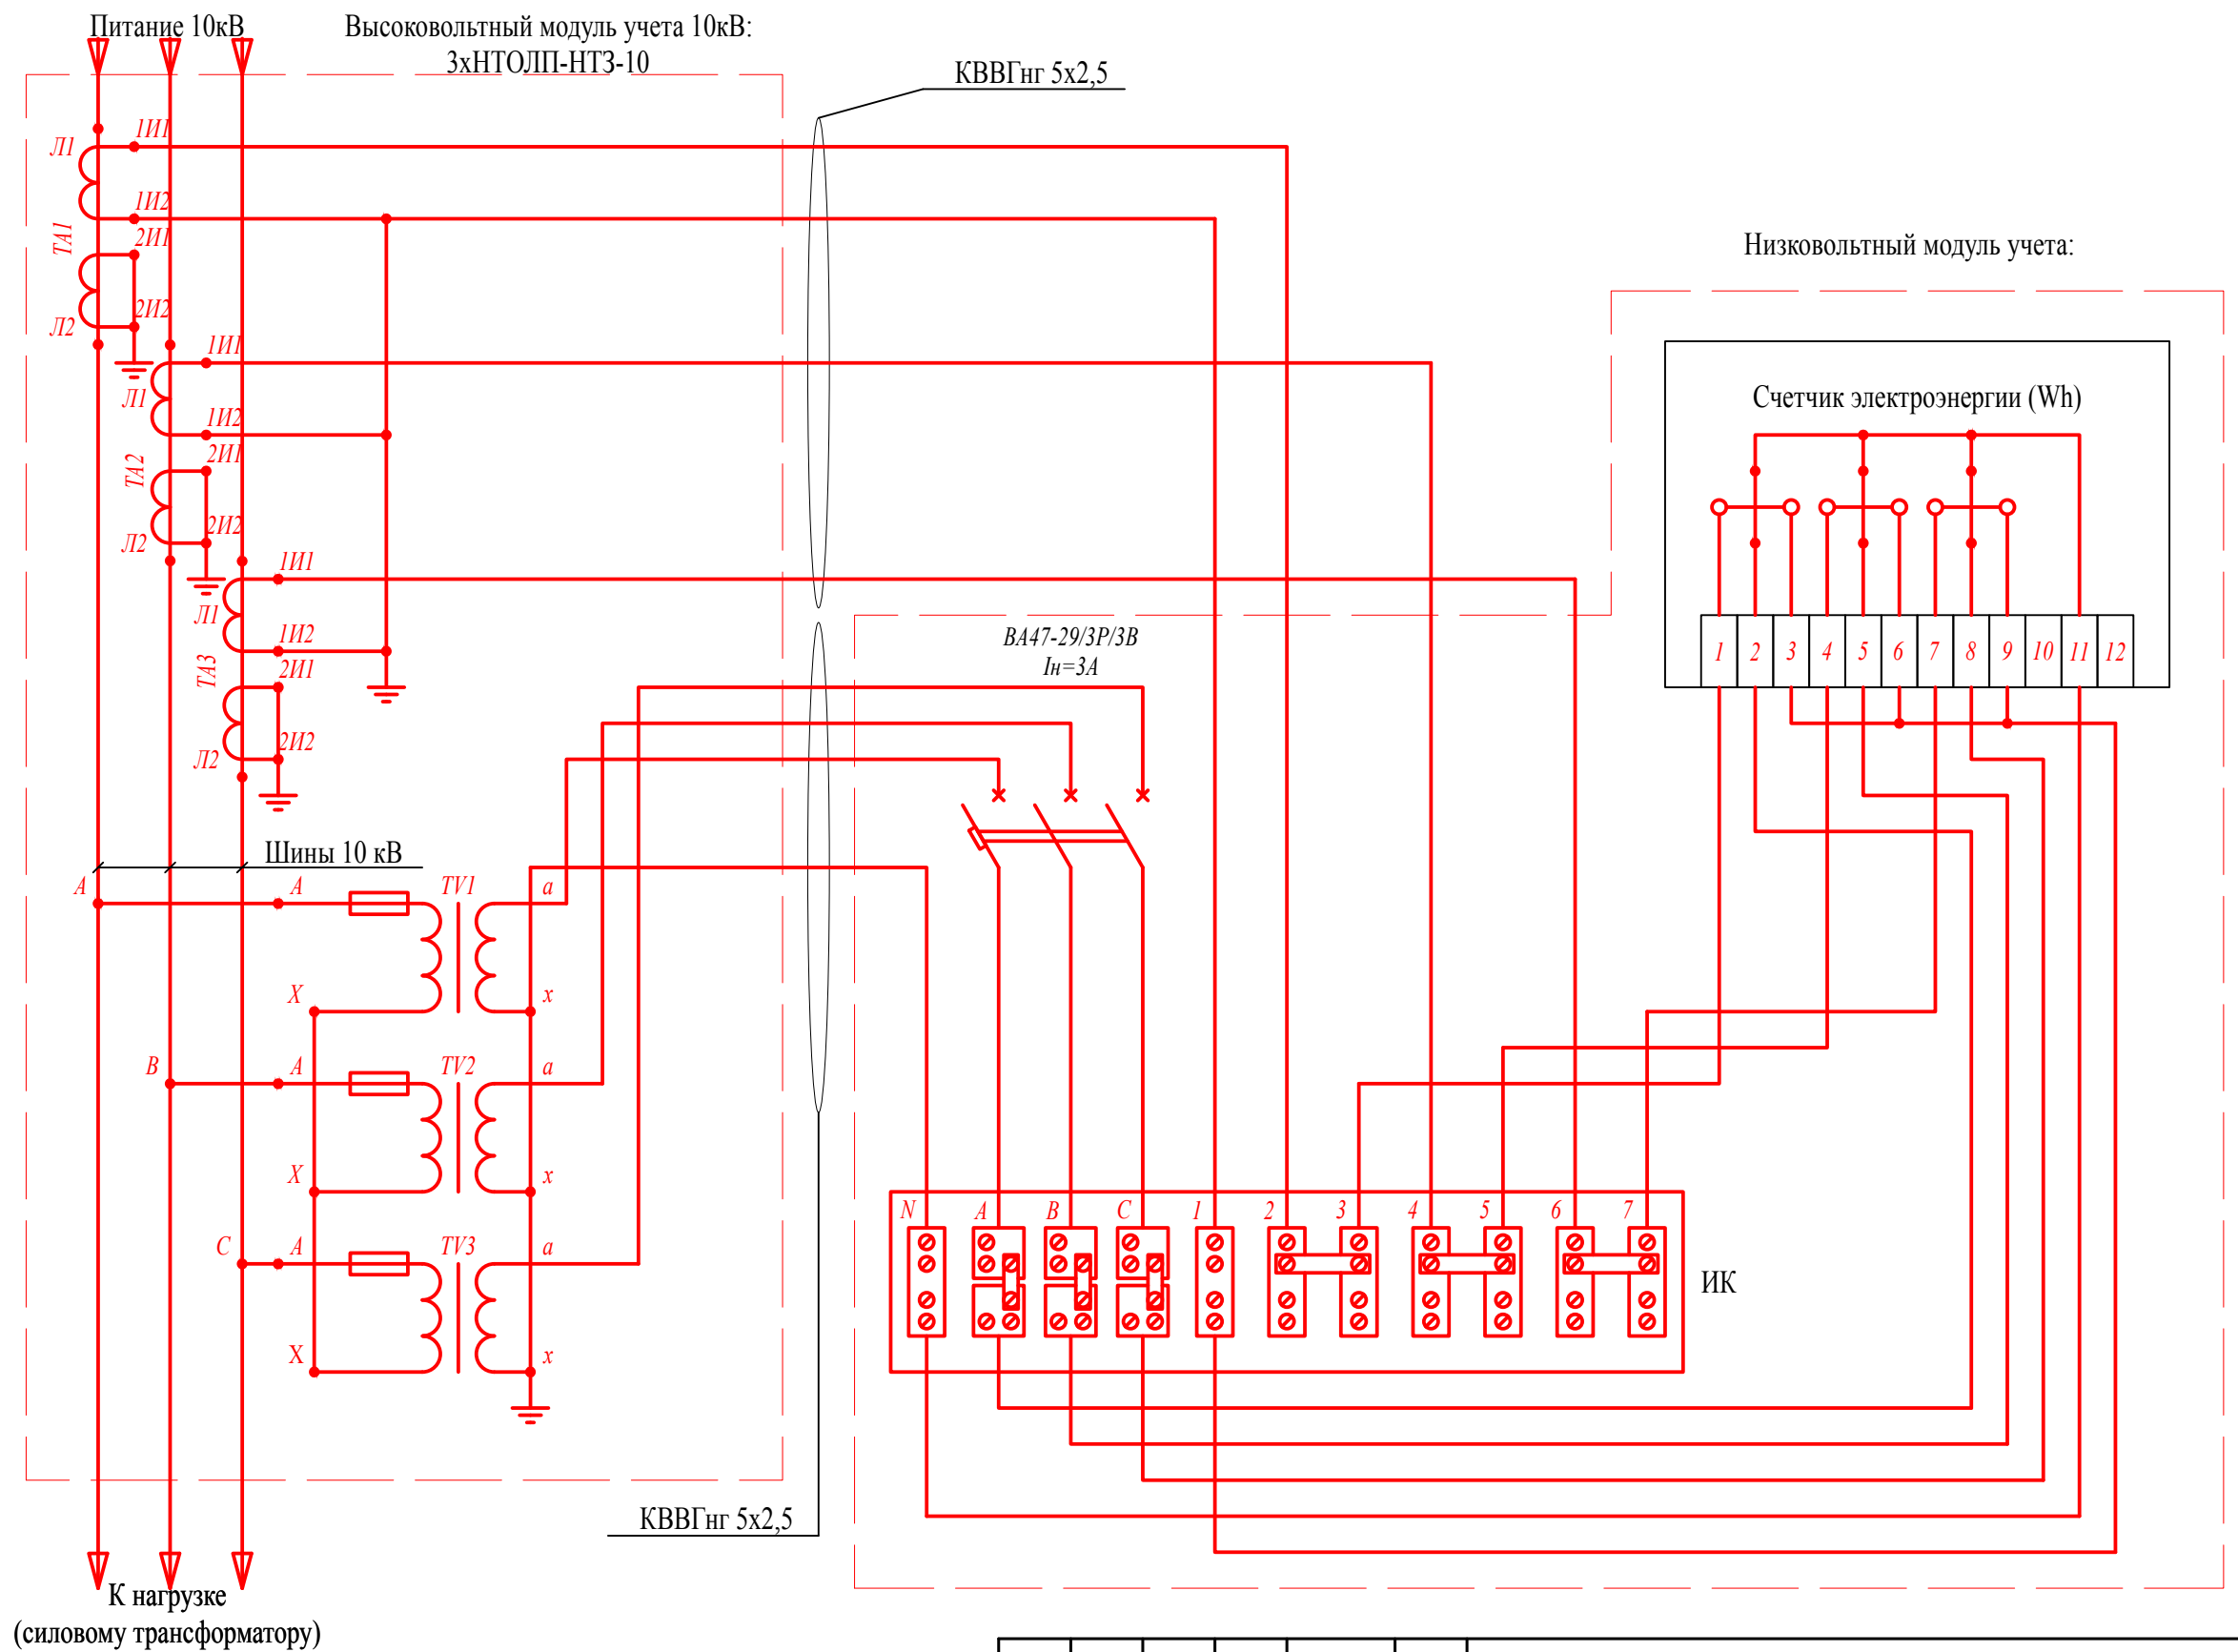 Питание 10кВ
Высоковольтный модуль учета 10кВ:
3хНТОЛП-НТЗ-10
КВВГнг 5х2,5
Л1
1И1
1И2
ТА1
2И1
2И2
Л2
1И1
Л1
1И2
ТА2
2И1
2И2
Л2
1И1
Л1
1И2
ТА3
2И1
2И2
Л2
Низковольтный модуль учета:
Счетчик электроэнергии (Wh)
1 2 3 4 5 6 7 8 9 10 11 12
ВА47-29/3Р/3В
Iн=3А
Шины 10 кВ
А А TV1 а
Х х
В А TV2 а
Х х
С А TV3 а
Х х
N А В С 1 2 3 4 5 6 7
ИК
КВВГнг 5х2,5
К нагрузке
(силовому трансформатору)